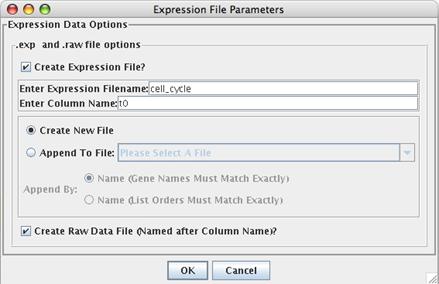 Expression File Parameters
Expression Data Options
.exp and .raw file options
Create Expression File?
Enter Expression Filename: cell_cycle
Enter Column Name: t0
Create New File
Append To File: Please Select A File
Append By: Name (Gene Names Must Match Exactly)
Name (List Orders Must Match Exactly)
Create Raw Data File (Named after Column Name)?
OK Cancel